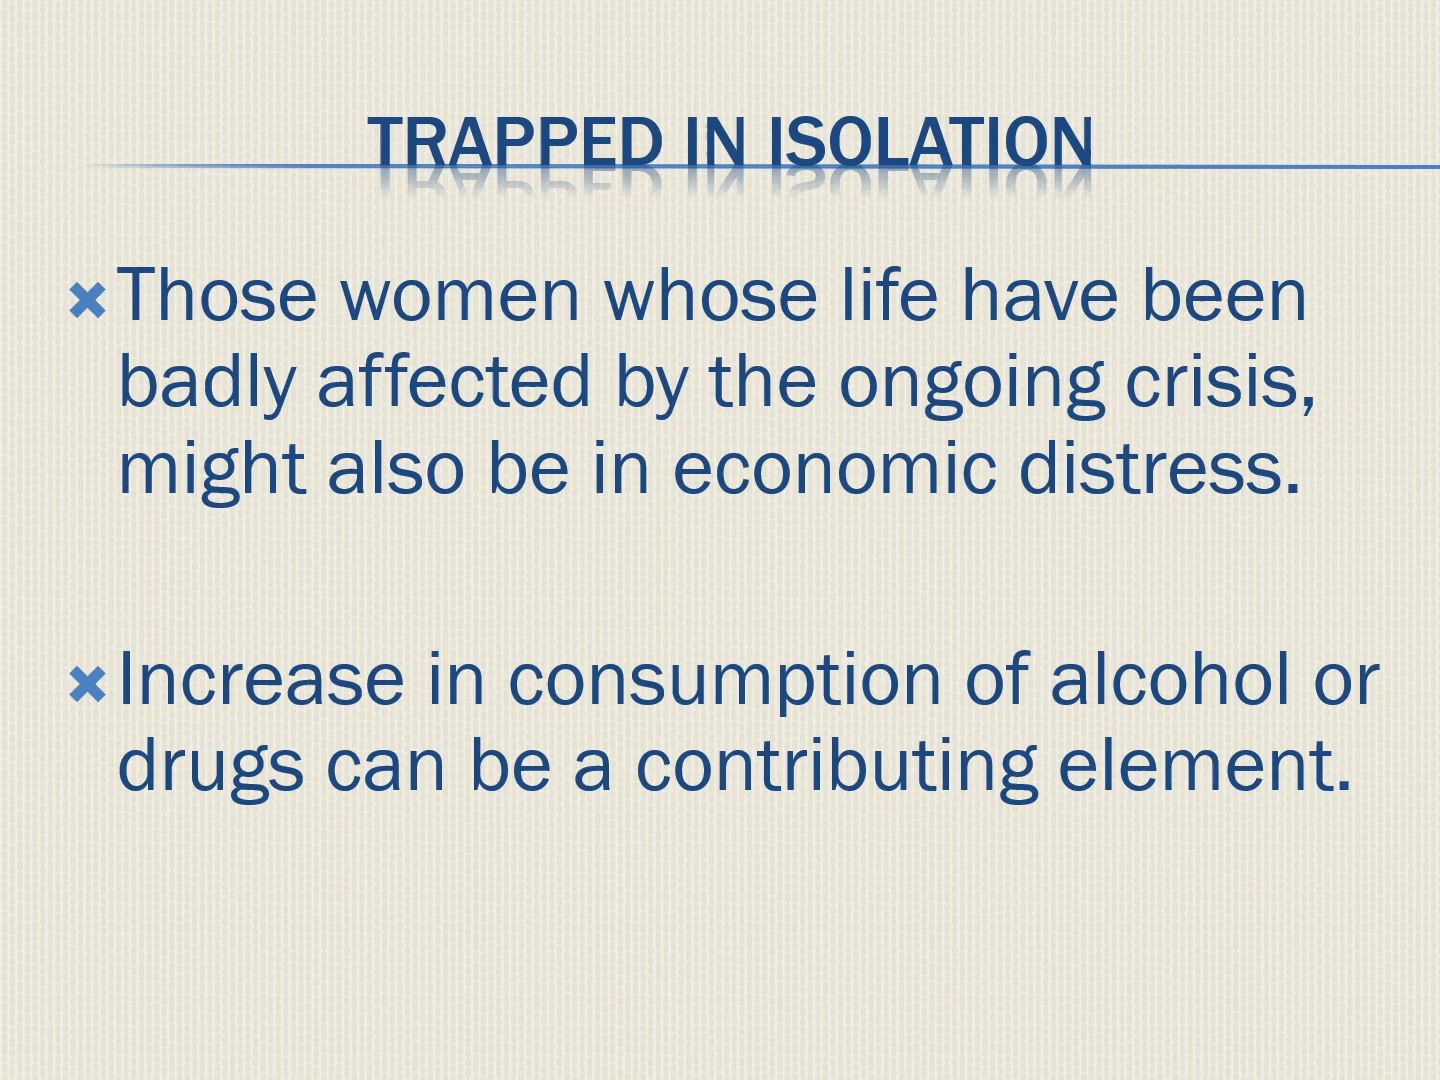 TRAPPED IN ISOLATION
Those women whose life have been
badly affected by the ongoing crisis,
might also be in economic distress.
Increase in consumption of alcohol or
drugs can be a contributing element.